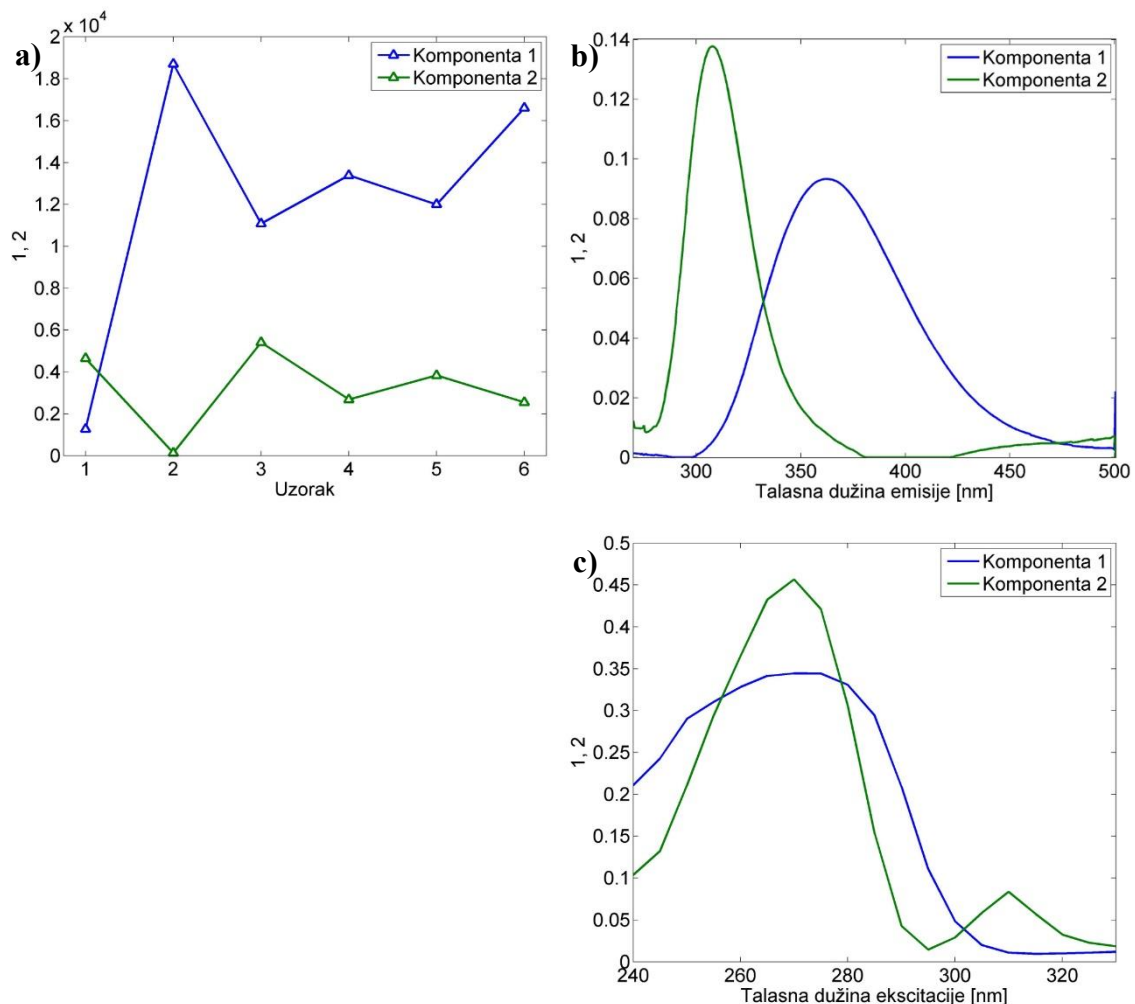 a)
x 10⁴
2
1.8
1.6
1.4
1.2
1
0.8
0.6
0.4
0.2
0
1, 2
Komponenta 1
Komponenta 2
1 2 3 4 5 6
Uzorak
b)
0.14
0.12
0.1
0.08
0.06
0.04
0.02
0
1, 2
Komponenta 1
Komponenta 2
300 350 400 450 500
Talasna dužina emisije [nm]
c)
0.5
0.45
0.4
0.35
0.3
0.25
0.2
0.15
0.1
0.05
0
1, 2
Komponenta 1
Komponenta 2
240 260 280 300 320
Talasna dužina ekscitacije [nm]